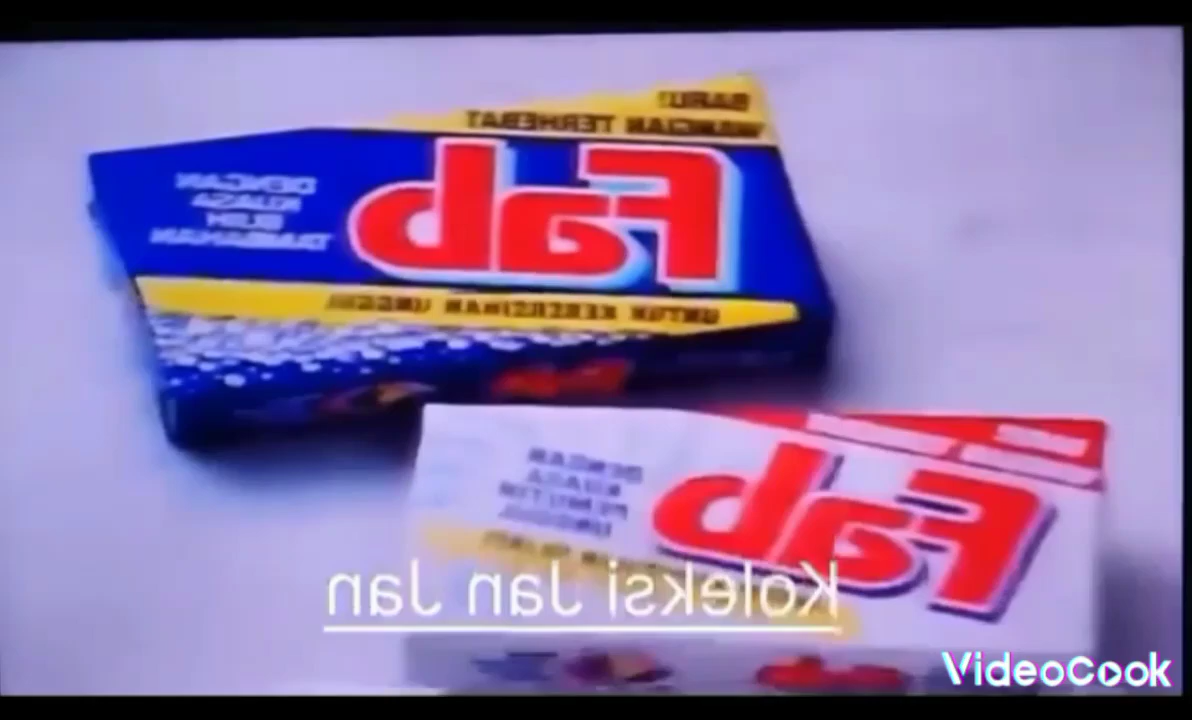 BARU!
WANGIAN TERHEBAT
Fab
DENGAN
KUASA
BUIH
TAMBAHAN
UNTUK KEBERSIHAN UNGGUL
Fab
DENGAN
KUASA
PEMUTIH
UNGGUL
Koleksi Jan Jan
VideoCook